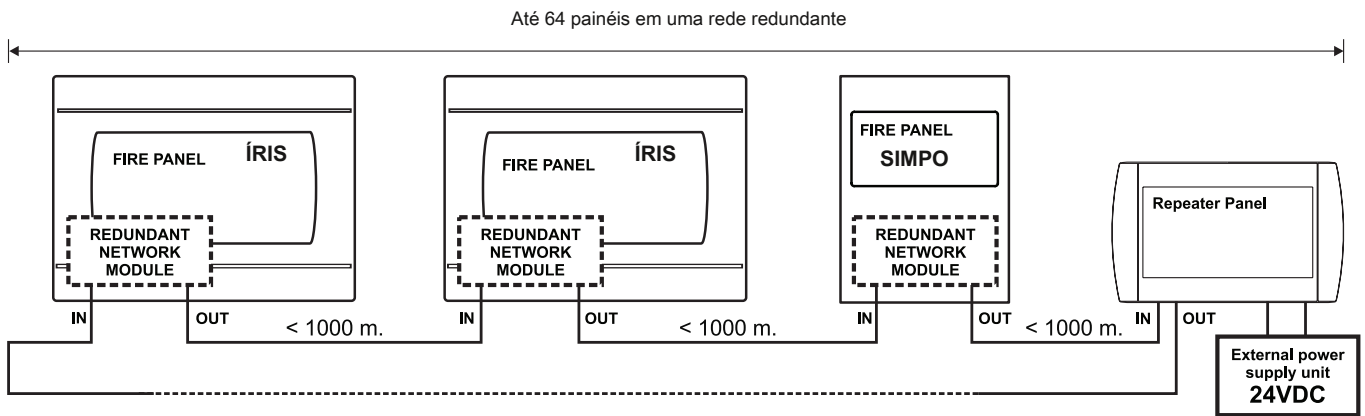 Até 64 painéis em uma rede redundante
FIRE PANEL ÍRIS
REDUNDANT
NETWORK
MODULE
IN OUT
< 1000 m.
FIRE PANEL ÍRIS
REDUNDANT
NETWORK
MODULE
IN OUT
< 1000 m.
FIRE PANEL
SIMPO
REDUNDANT
NETWORK
MODULE
IN OUT
< 1000 m.
Repeater Panel
IN OUT
External power
supply unit
24VDC